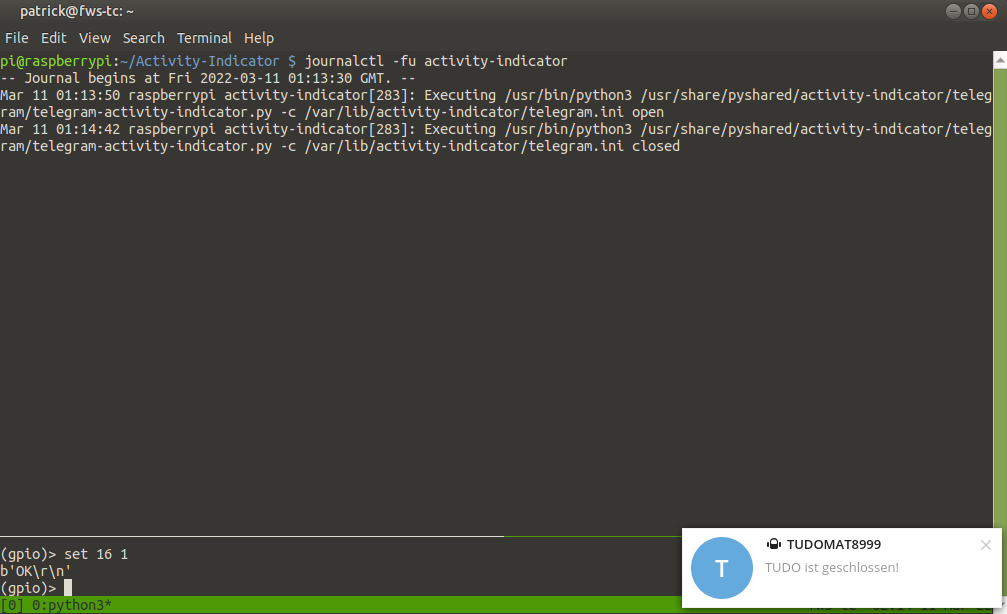 patrick@fws-tc: ~
File Edit View Search Terminal Help
pi@raspberrypi:~/Activity-Indicator $ journalctl -fu activity-indicator
-- Journal begins at Fri 2022-03-11 01:13:30 GMT. --
Mar 11 01:13:50 raspberrypi activity-indicator[283]: Executing /usr/bin/python3 /usr/share/pyshared/activity-indicator/teleg
ram/telegram-activity-indicator.py -c /var/lib/activity-indicator/telegram.ini open
Mar 11 01:14:42 raspberrypi activity-indicator[283]: Executing /usr/bin/python3 /usr/share/pyshared/activity-indicator/teleg
ram/telegram-activity-indicator.py -c /var/lib/activity-indicator/telegram.ini closed
(gpio)> set 16 1
b'OK\r\n'
(gpio)>
[0] 0:python3*
T
TUDOMAT8999
TUDO ist geschlossen!